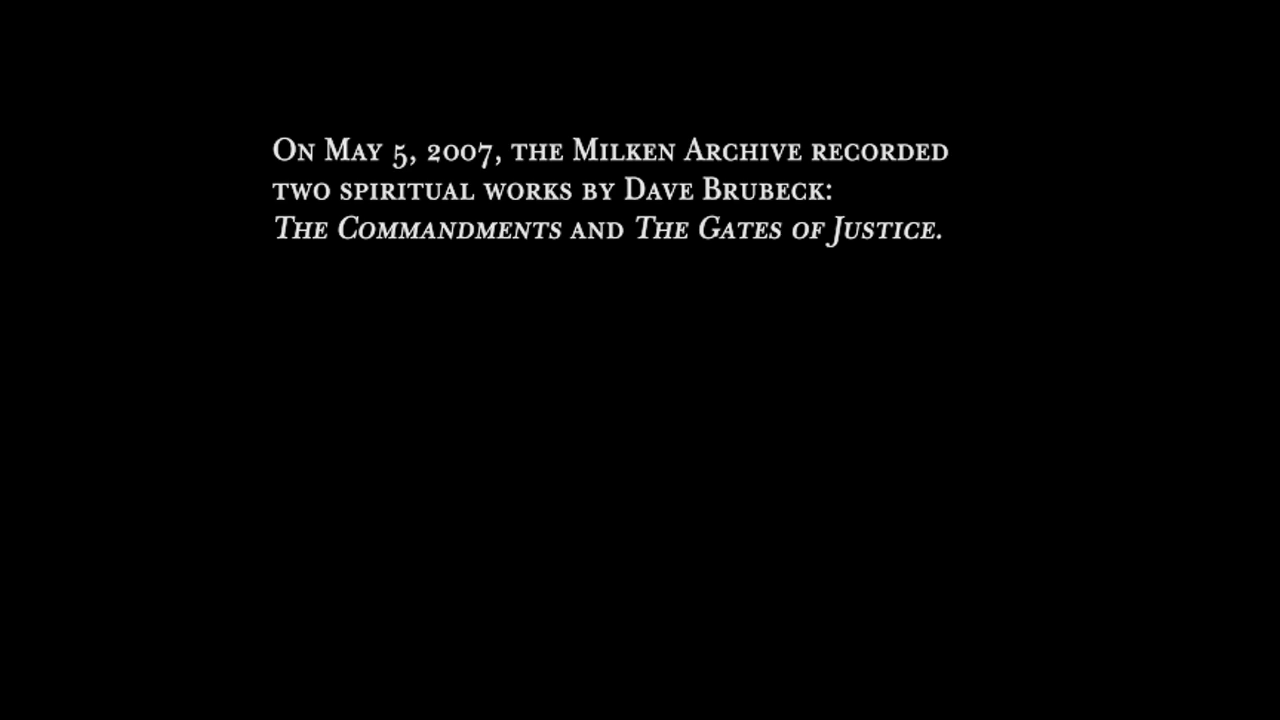 On May 5, 2007, the Milken Archive recorded
two spiritual works by Dave Brubeck:
The Commandments and The Gates of Justice.